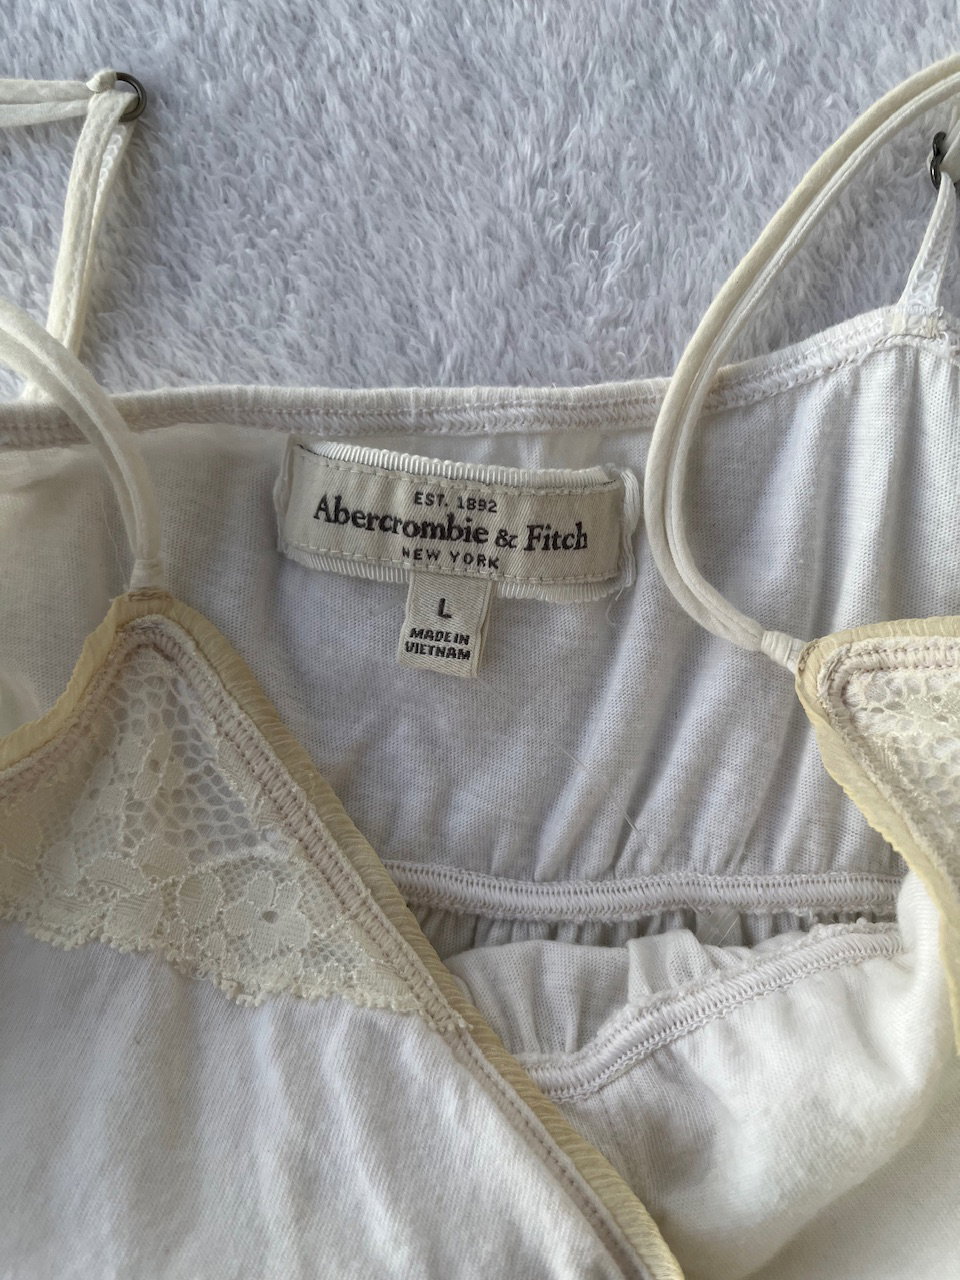 EST. 1892
Abercrombie & Fitch
NEW YORK
L
MADE IN
VIETNAM